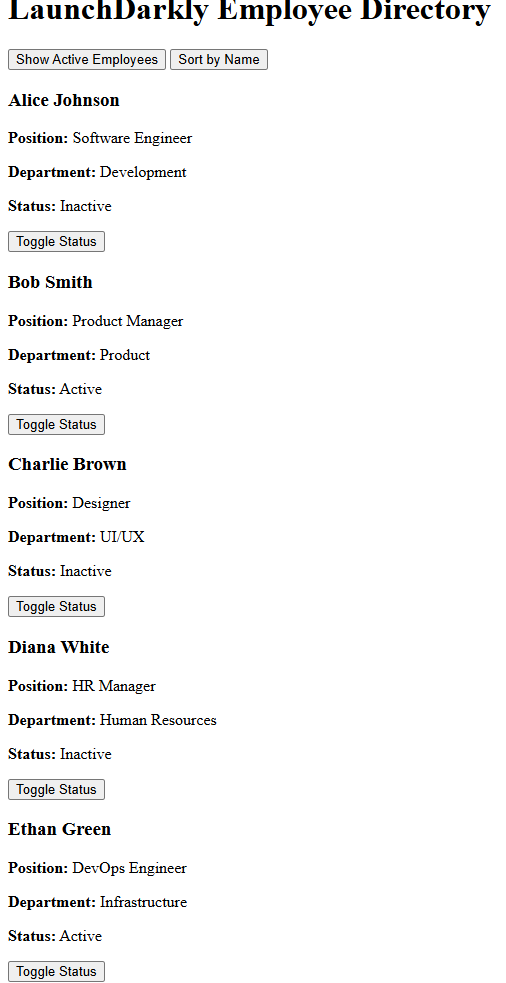 LaunchDarkly Employee Directory
Show Active Employees Sort by Name
Alice Johnson
Position: Software Engineer
Department: Development
Status: Inactive
Toggle Status
Bob Smith
Position: Product Manager
Department: Product
Status: Active
Toggle Status
Charlie Brown
Position: Designer
Department: UI/UX
Status: Inactive
Toggle Status
Diana White
Position: HR Manager
Department: Human Resources
Status: Inactive
Toggle Status
Ethan Green
Position: DevOps Engineer
Department: Infrastructure
Status: Active
Toggle Status